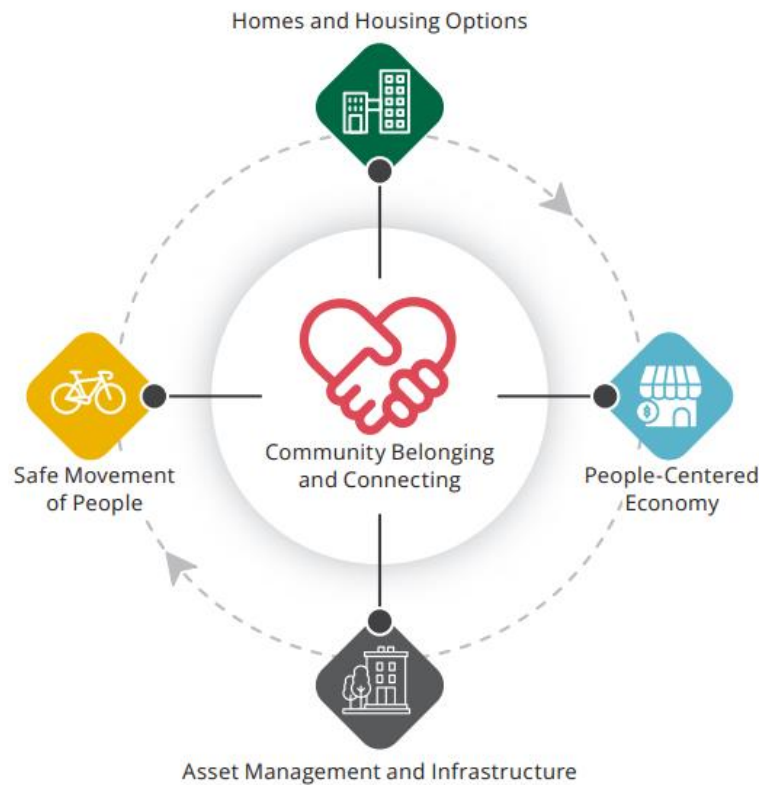 Homes and Housing Options
Community Belonging
and Connecting
Safe Movement
of People
People-Centered
Economy
Asset Management and Infrastructure